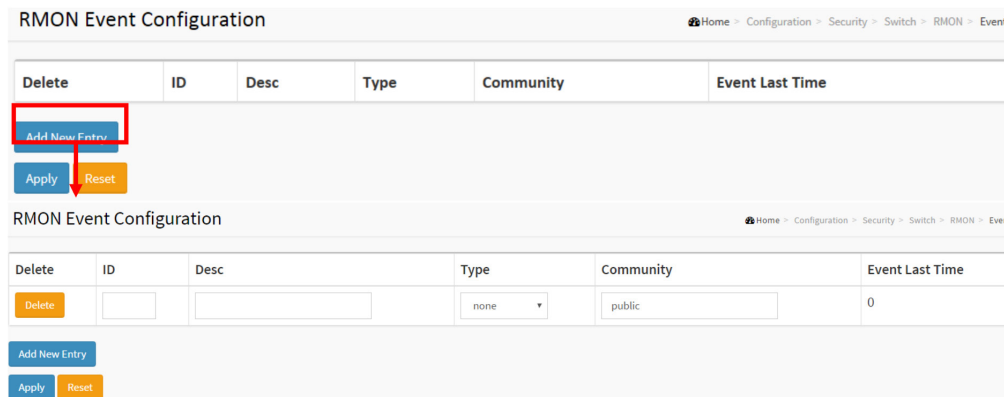 RMON Event Configuration
Home > Configuration > Security > Switch > RMON > Event
Delete ID Desc Type Community Event Last Time
Add New Entry
Apply Reset
RMON Event Configuration
Home > Configuration > Security > Switch > RMON > Eve
Delete ID Desc Type Community Event Last Time
Delete none public 0
Add New Entry
Apply Reset